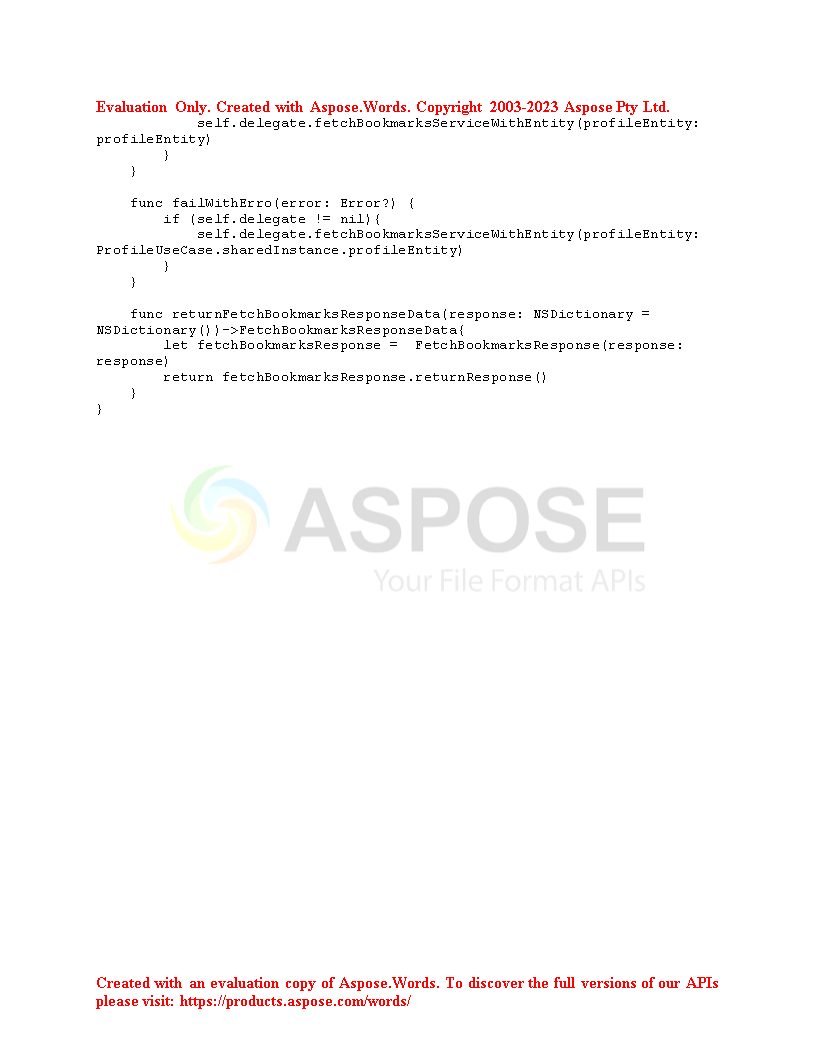 Evaluation Only. Created with Aspose.Words. Copyright 2003-2023 Aspose Pty Ltd.
            self.delegate.fetchBookmarksServiceWithEntity(profileEntity:
profileEntity)
        }
    }

    func failWithErro(error: Error?) {
        if (self.delegate != nil){
            self.delegate.fetchBookmarksServiceWithEntity(profileEntity:
ProfileUseCase.sharedInstance.profileEntity)
        }
    }

    func returnFetchBookmarksResponseData(response: NSDictionary =
NSDictionary())->FetchBookmarksResponseData{
        let fetchBookmarksResponse =  FetchBookmarksResponse(response:
response)
        return fetchBookmarksResponse.returnResponse()
    }
}
ASPOSE
Your File Format APIs
Created with an evaluation copy of Aspose.Words. To discover the full versions of our APIs
please visit: https://products.aspose.com/words/